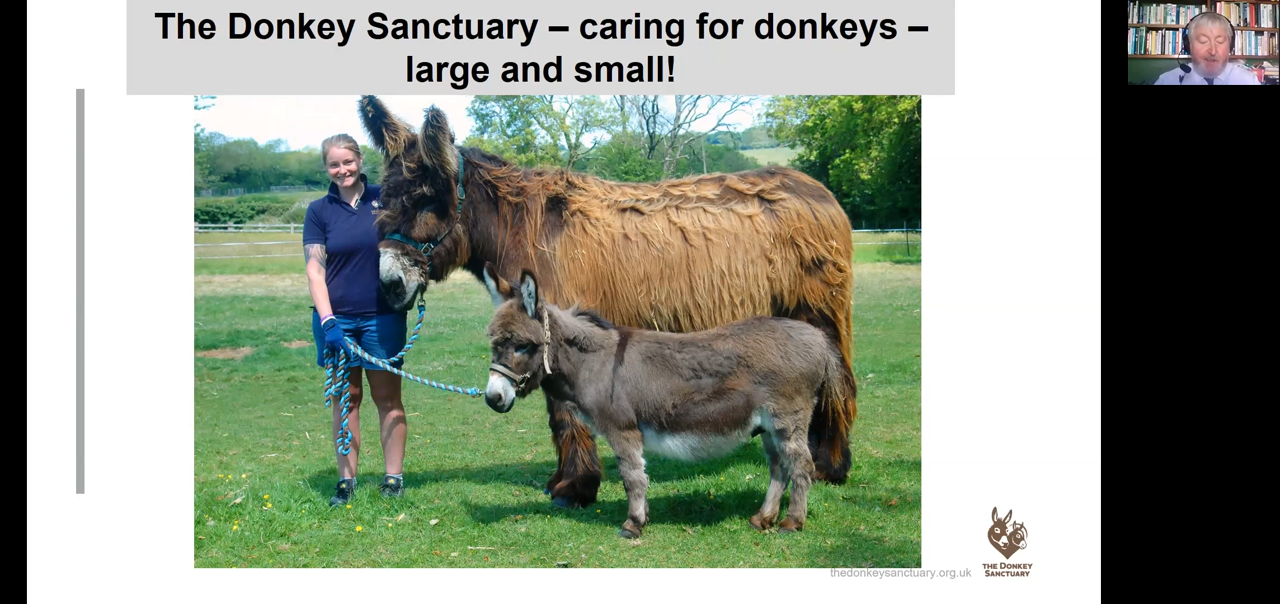 The Donkey Sanctuary – caring for donkeys –
large and small!
thedonkeysanctuary.org.uk
THE DONKEY
SANCTUARY